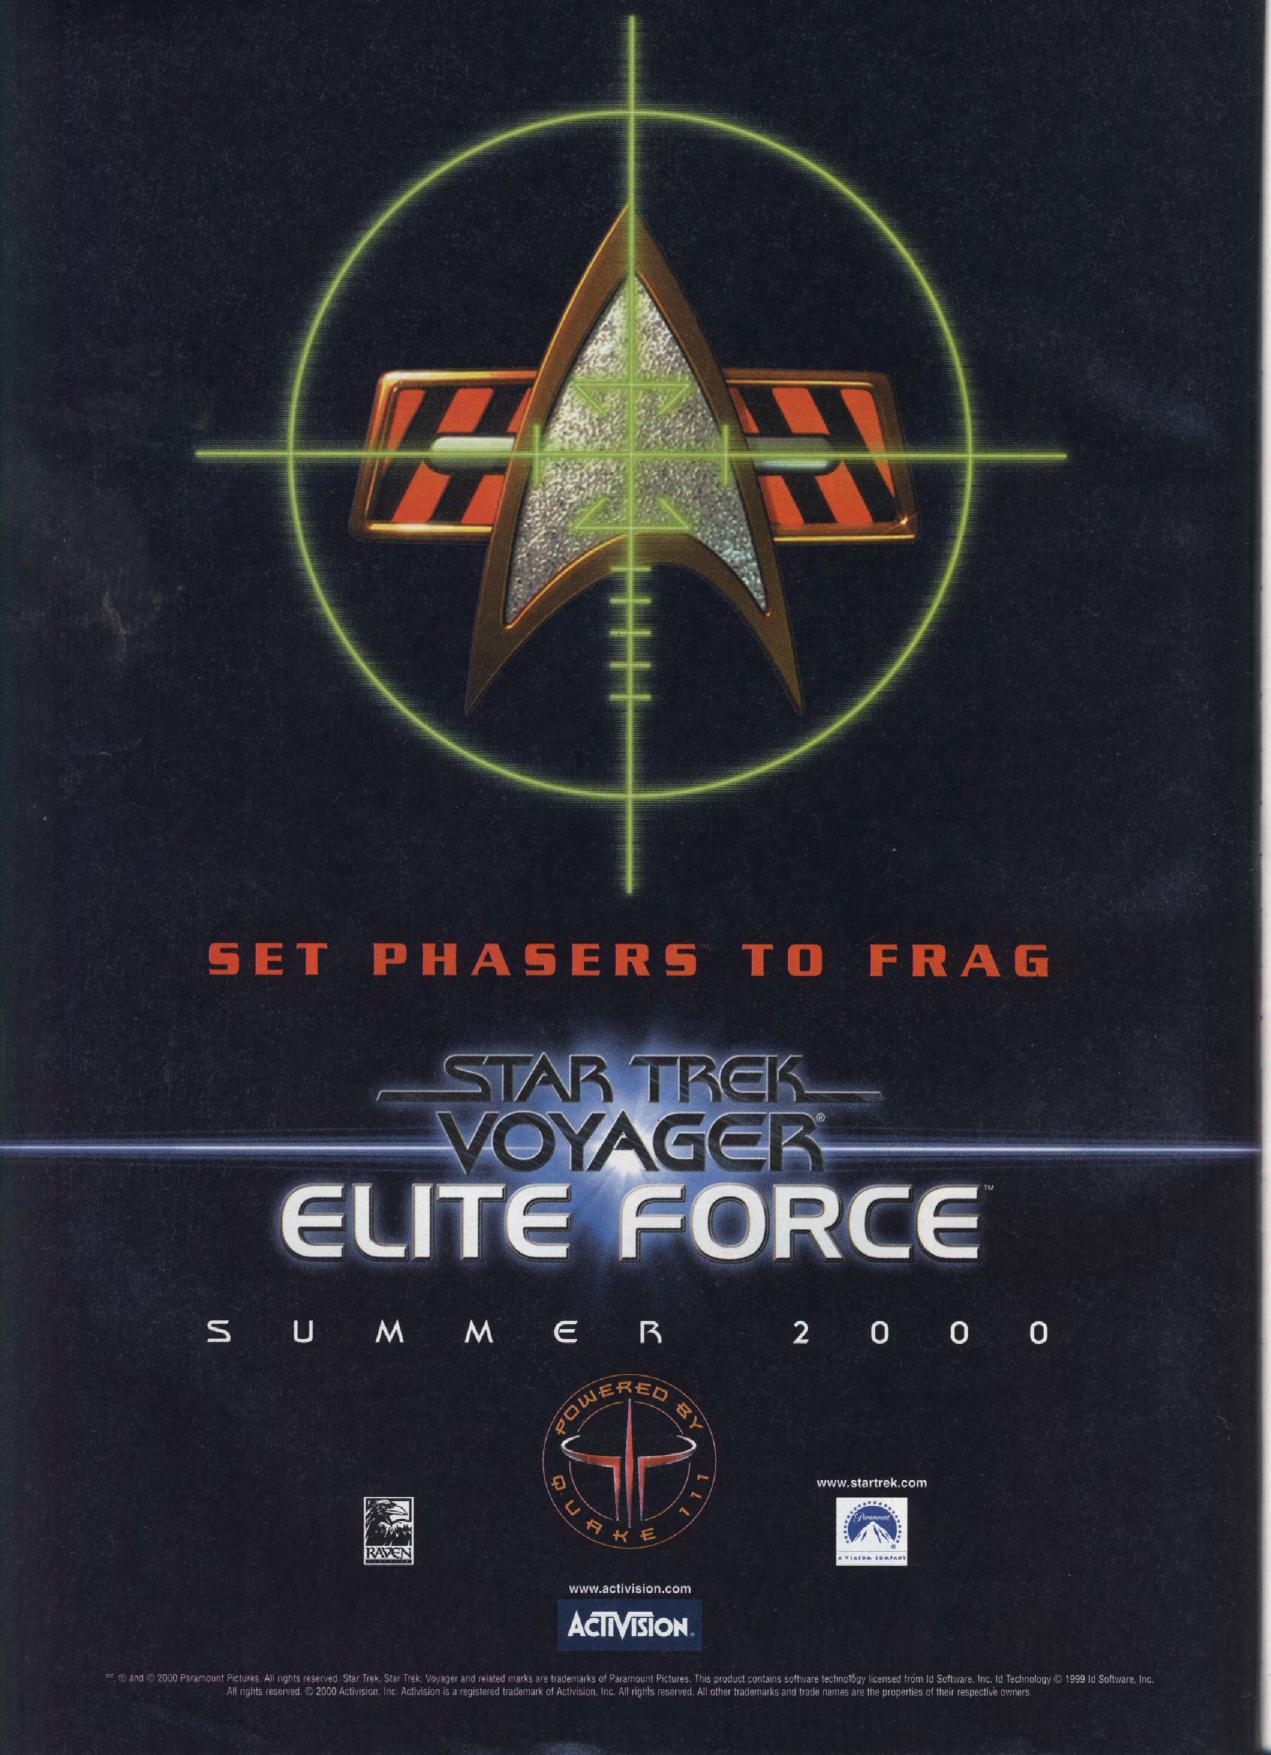 SET PHASERS™ TO FRAG
STAR TREK
VOYAGER®
ELITE FORCE™
SUMMER 2000
POWERED BY
QUAKE 111
www.startrek.com
RAVEN
Paramount
®
A VIACOM COMPANY
www.activision.com
ACTIVISION®
™, ® and © 2000 Paramount Pictures. All rights reserved. Star Trek, Star Trek: Voyager and related marks are trademarks of Paramount Pictures. This product contains software technology licensed from Id Software, Inc. Id Technology © 1999 Id Software, Inc.
All rights reserved. © 2000 Activision, Inc. Activision is a registered trademark of Activision, Inc. All rights reserved. All other trademarks and trade names are the properties of their respective owners.